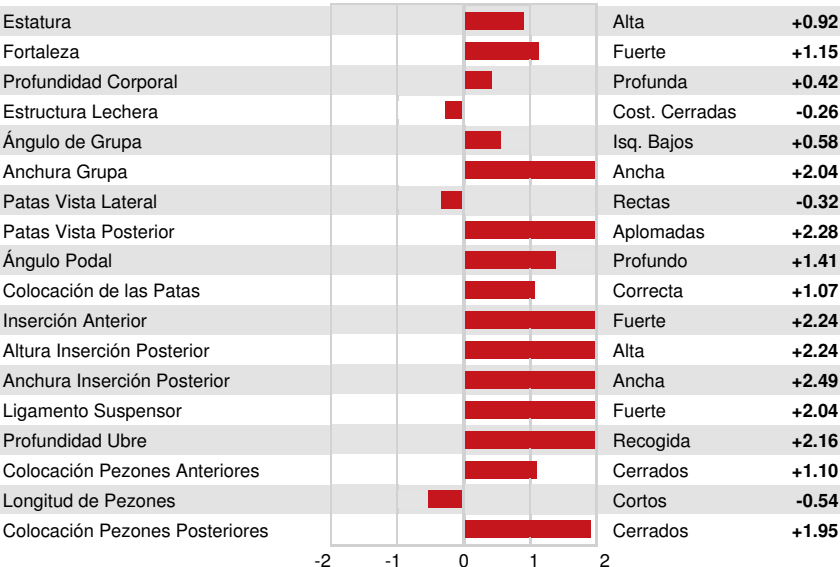 Estatura Alta +0.92
Fortaleza Fuerte +1.15
Profundidad Corporal Profunda +0.42
Estructura Lechera Cost. Cerradas -0.26
Ángulo de Grupa Isq. Bajos +0.58
Anchura Grupa Ancha +2.04
Patas Vista Lateral Rectas -0.32
Patas Vista Posterior Aplomadas +2.28
Ángulo Podal Profundo +1.41
Colocación de las Patas Correcta +1.07
Inserción Anterior Fuerte +2.24
Altura Inserción Posterior Alta +2.24
Anchura Inserción Posterior Ancha +2.49
Ligamento Suspensor Fuerte +2.04
Profundidad Ubre Recogida +2.16
Colocación Pezones Anteriores Cerrados +1.10
Longitud de Pezones Cortos -0.54
Colocación Pezones Posteriores Cerrados +1.95
-2 -1 0 1 2